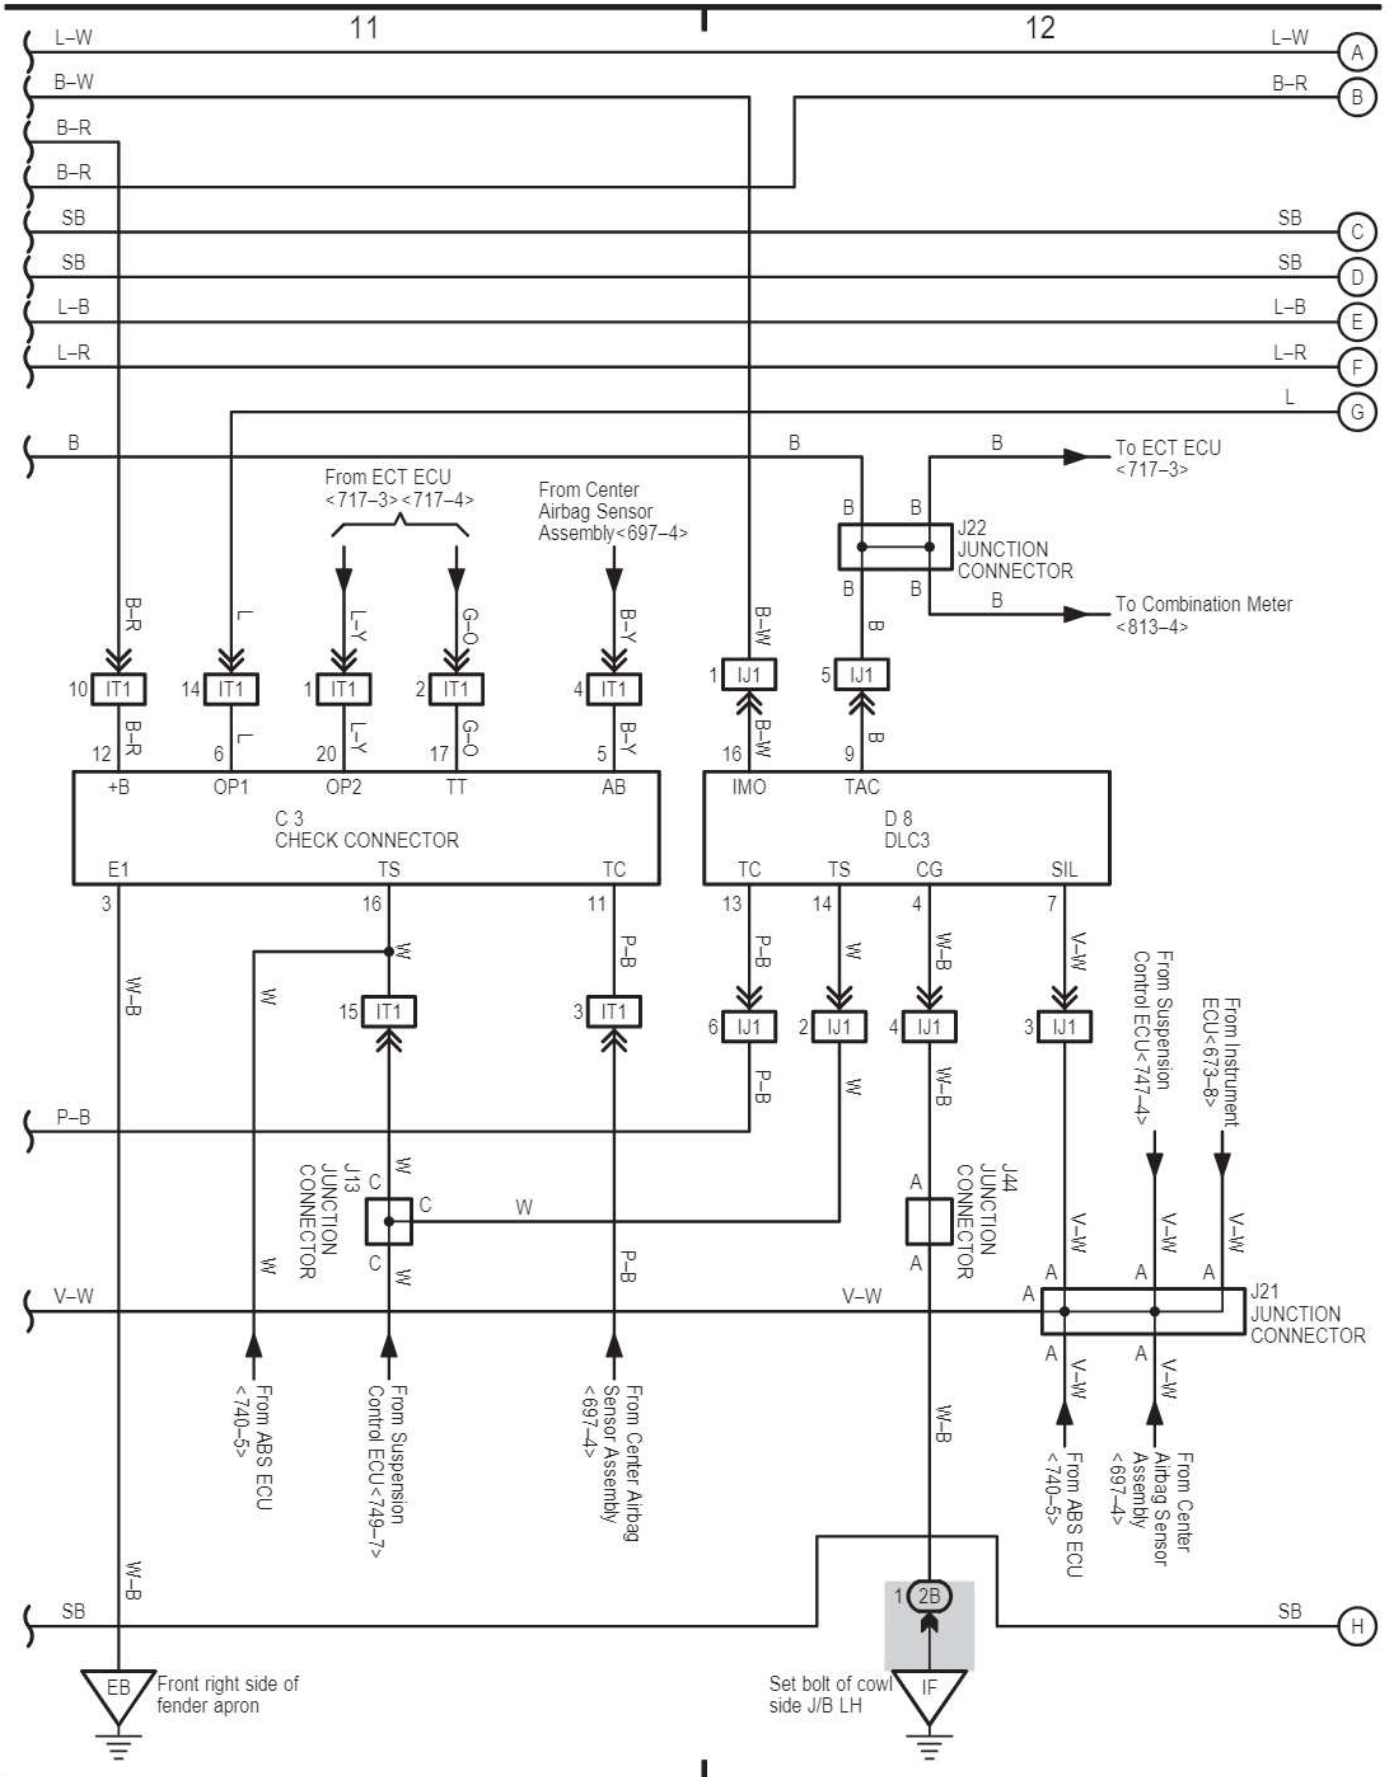 11
12
L–W
L–W
A
B–W
B–R
B
B–R
B–R
SB
SB
C
SB
SB
D
L–B
L–B
E
L–R
L–R
F
L
G
B
B
B
To ECT ECU
<717–3>
From ECT ECU
<717–3><717–4>
From Center
Airbag Sensor
Assembly<697–4>
B
B
J22
JUNCTION
CONNECTOR
B
B
B
To Combination Meter
<813–4>
B–R
L
L–Y
G–O
B–Y
B–W
B
10 IT1
14 IT1
1 IT1
2 IT1
4 IT1
1 IJ1
5 IJ1
B–R
L
L–Y
G–O
B–Y
B–W
B
12
6
20
17
5
16
9
+B
OP1
OP2
TT
AB
IMO
TAC
C 3
CHECK CONNECTOR
D 8
DLC3
E1
TS
TC
TC
TS
CG
SIL
3
16
11
13
14
4
7
W
P–B
P–B
W
W–B
V–W
W–B
W
15 IT1
3 IT1
6 IJ1
2 IJ1
4 IJ1
3 IJ1
From Suspension
Control ECU<747–4>
From Instrument
ECU<673–8>
P–B
W
W–B
P–B
J13
JUNCTION
CONNECTOR
C
W
C
W
C
W
W
P–B
A
A
J44
JUNCTION
CONNECTOR
V–W
V–W
V–W
V–W
V–W
A
A
A
A
J21
JUNCTION
CONNECTOR
A
A
V–W
V–W
From ABS ECU
<740–5>
From Suspension
Control ECU<749–7>
From Center Airbag
Sensor Assembly
<697–4>
W–B
From ABS ECU
<740–5>
From Center
Airbag Sensor
Assembly
<697–4>
W–B
1 2B
SB
SB
H
EB
Front right side of
fender apron
Set bolt of cowl
side J/B LH
IF